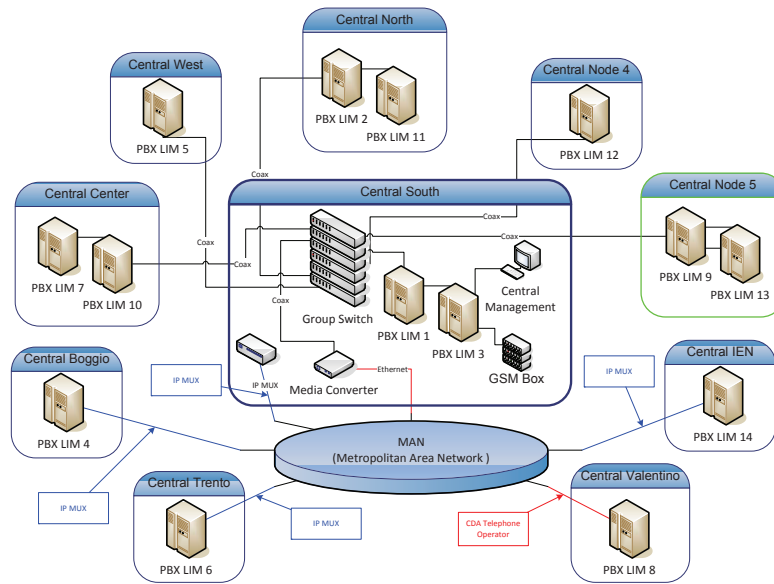 Central North
PBX LIM 2
PBX LIM 11
Central West
PBX LIM 5
Central Node 4
PBX LIM 12
Coax
Central Center
PBX LIM 7
PBX LIM 10
Coax
Coax
Central South
Group Switch
Coax
Coax
PBX LIM 1
PBX LIM 3
Central
Management
GSM Box
IP MUX
Media Converter
Ethernet
Central Node 5
PBX LIM 9
PBX LIM 13
Central Boggio
PBX LIM 4
IP MUX
IP MUX
Central IEN
PBX LIM 14
IP MUX
MAN
(Metropolitan Area Network )
Central Trento
PBX LIM 6
IP MUX
CDA Telephone
Operator
Central Valentino
PBX LIM 8